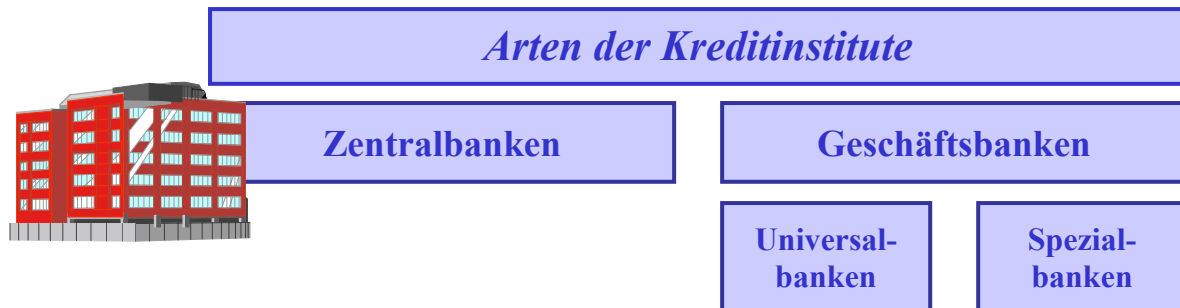 Arten der Kreditinstitute
Zentralbanken
Geschäftsbanken
Universal-
banken
Spezial-
banken